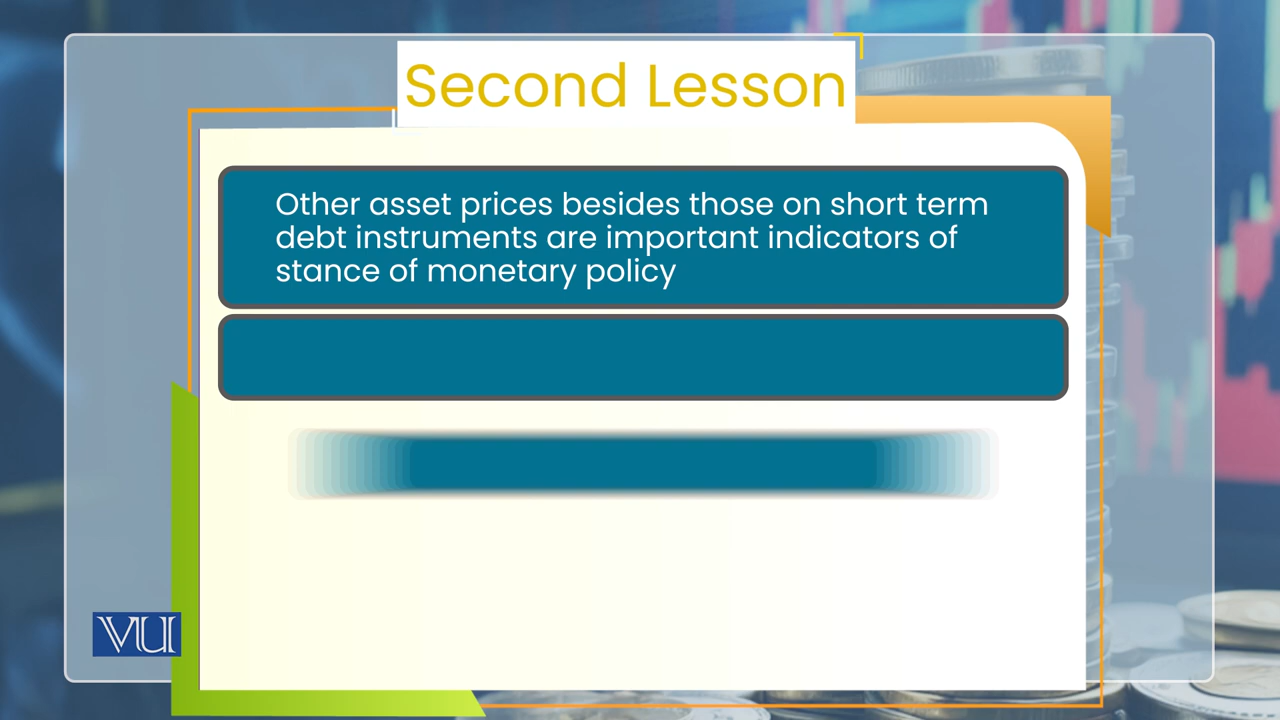 Second Lesson
Other asset prices besides those on short term
debt instruments are important indicators of
stance of monetary policy
VU